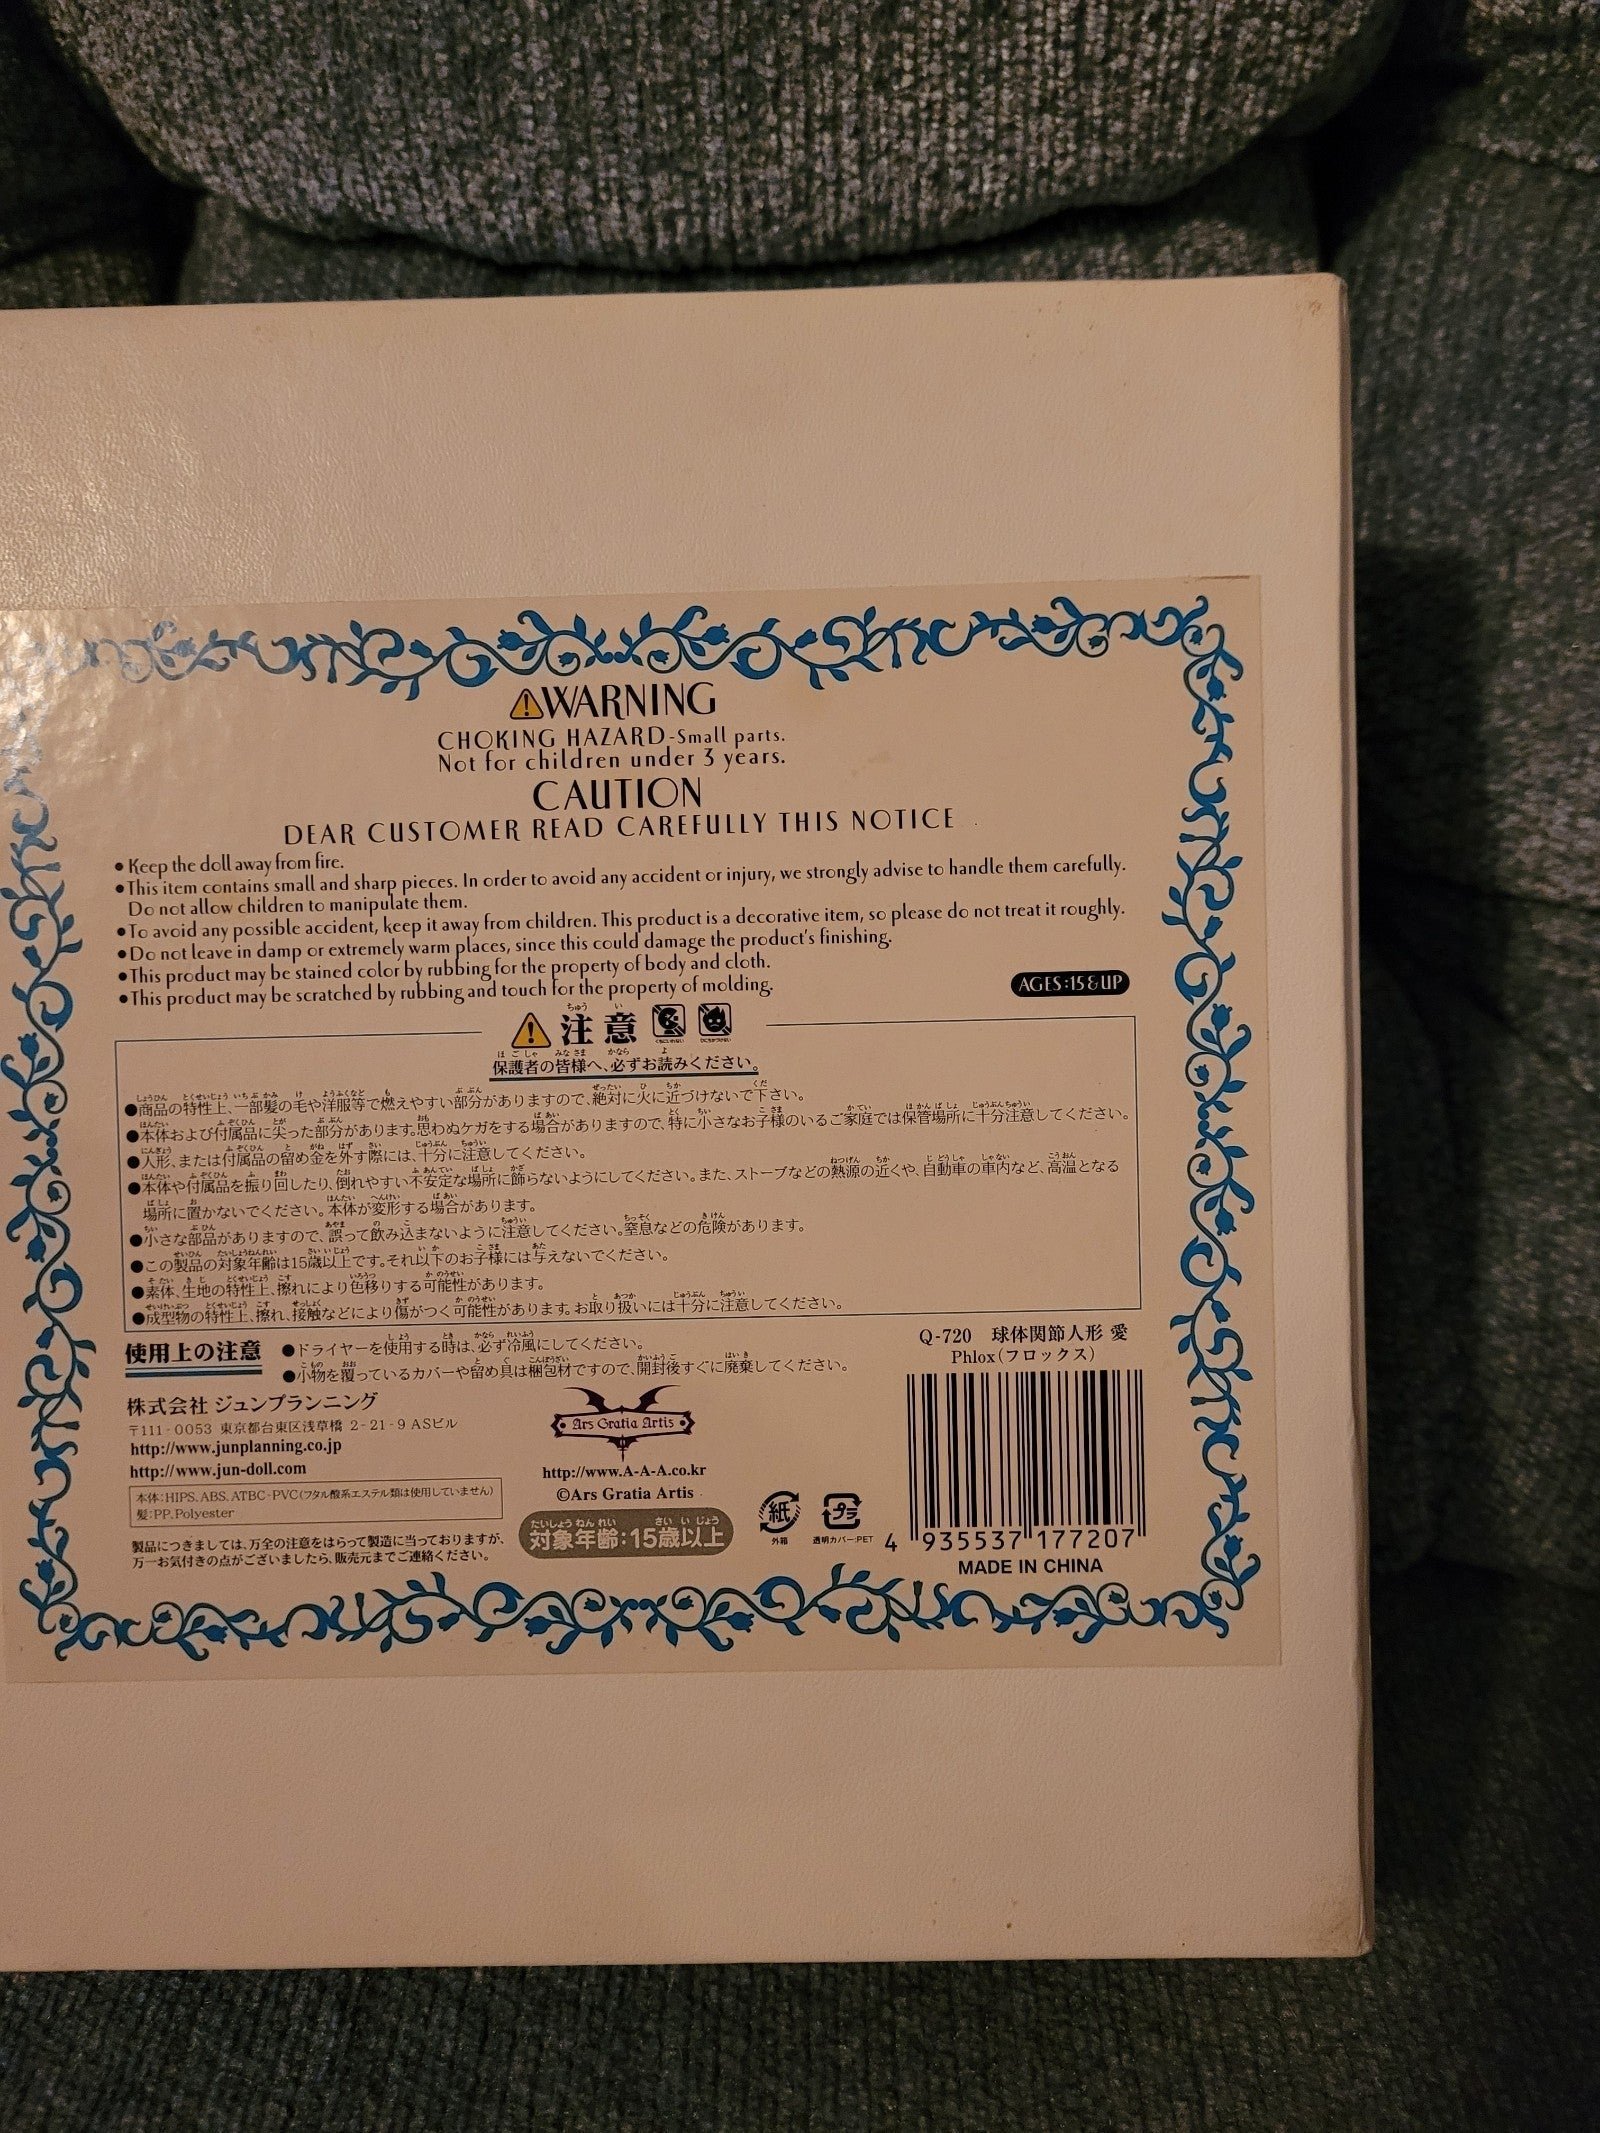 ⚠WARNING
CHOKING HAZARD-Small parts.
Not for children under 3 years.
CAUTION
DEAR CUSTOMER READ CAREFULLY THIS NOTICE
●Keep the doll away from fire.
●This item contains small and sharp pieces. In order to avoid any accident or injury, we strongly advise to handle them carefully.
Do not allow children to manipulate them.
●To avoid any possible accident, keep it away from children. This product is a decorative item, so please do not treat it roughly.
●Do not leave in damp or extremely warm places, since this could damage the product's finishing.
●This product may be stained color by rubbing for the property of body and cloth.
●This product may be scratched by rubbing and touch for the property of molding.
AGES:15&UP
⚠注意
保護者の皆様へ、必ずお読みください。
●商品の特性上、一部髪の毛や洋服等で燃えやすい部分がありますので、絶対に火に近づけないで下さい。
●本体および付属品に尖った部分があります。思わぬケガをする場合がありますので、特に小さなお子様のいるご家庭では保管場所に十分注意してください。
●人形、または付属品の留め金を外す際には、十分に注意してください。
●本体や付属品を振り回したり、倒れやすい不安定な場所に飾らないようにしてください。また、ストーブなどの熱源の近くや、自動車の車内など、高温となる
場所に置かないでください。本体が変形する場合があります。
●小さな部品がありますので、誤って飲み込まないように注意してください。窒息などの危険があります。
●この製品の対象年齢は15歳以上です。それ以下のお子様には与えないでください。
●素体、生地の特性上、擦れにより色移りする可能性があります。
●成型物の特性上、擦れ、接触などにより傷がつく可能性があります。お取り扱いには十分に注意してください。
使用上の注意
●ドライヤーを使用する時は、必ず冷風にしてください。
●小物を覆っているカバーや留め具は梱包材ですので、開封後すぐに廃棄してください。
Q-720 球体関節人形 愛
Phlox(フロックス)
株式会社 ジュンプランニング
〒111-0053 東京都台東区浅草橋 2-21-9 ASビル
http://www.junplanning.co.jp
http://www.jun-doll.com
本体:HIPS、ABS、ATBC-PVC(フタル酸系エステル類は使用していません)
髪:PP、Polyester
製品につきましては、万全の注意をはらって製造に当っておりますが、
万一お気付きの点がございましたら、販売元までご連絡ください。
Ars Gratia Artis
http://www.A-A-A.co.kr
©Ars Gratia Artis
対象年齢:15歳以上
紙
外箱
プラ
透明カバー:PET
4 935537 177207
MADE IN CHINA